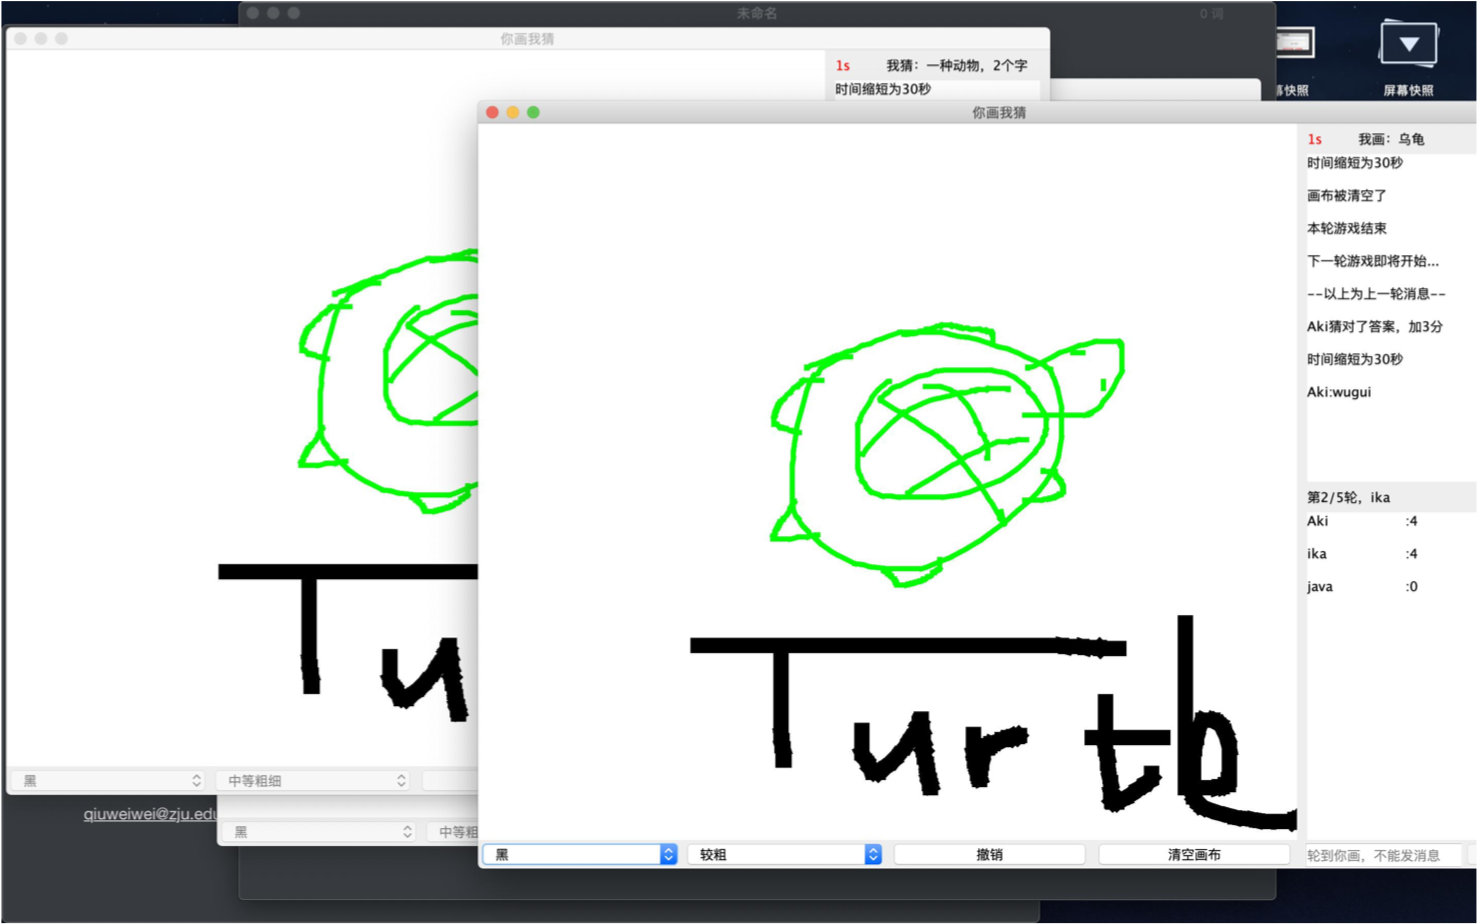 未命名
0 词
你画我猜
1s 我猜：一种动物，2个字
时间缩短为30秒
幕快照
屏幕快照
你画我猜
1s 我画：乌龟
时间缩短为30秒
画布被清空了
本轮游戏结束
下一轮游戏即将开始...
--以上为上一轮消息--
Aki猜对了答案，加3分
时间缩短为30秒
Aki:wugui
第2/5轮，ika
Aki :4
ika :4
java :0
Tu
Turtle
黑 中等粗细
qiuweiwei@zju.edu
黑 中等粗
黑 较粗 撤销 清空画布 轮到你画，不能发消息